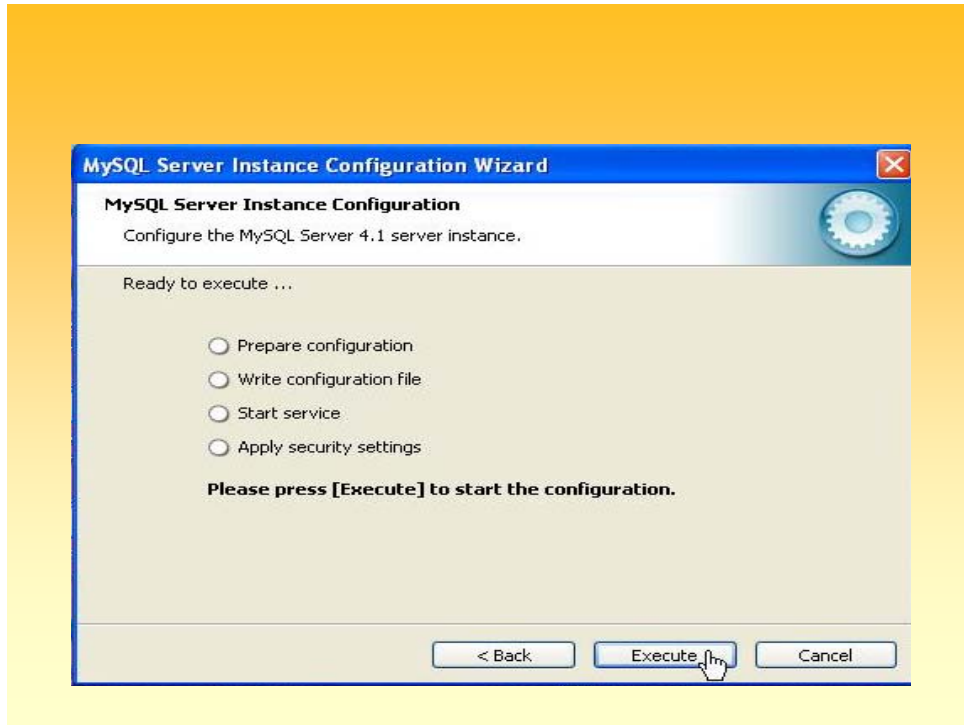 MySQL Server Instance Configuration Wizard
MySQL Server Instance Configuration
Configure the MySQL Server 4.1 server instance.
Ready to execute ...
Prepare configuration
Write configuration file
Start service
Apply security settings
Please press [Execute] to start the configuration.
< Back Execute Cancel